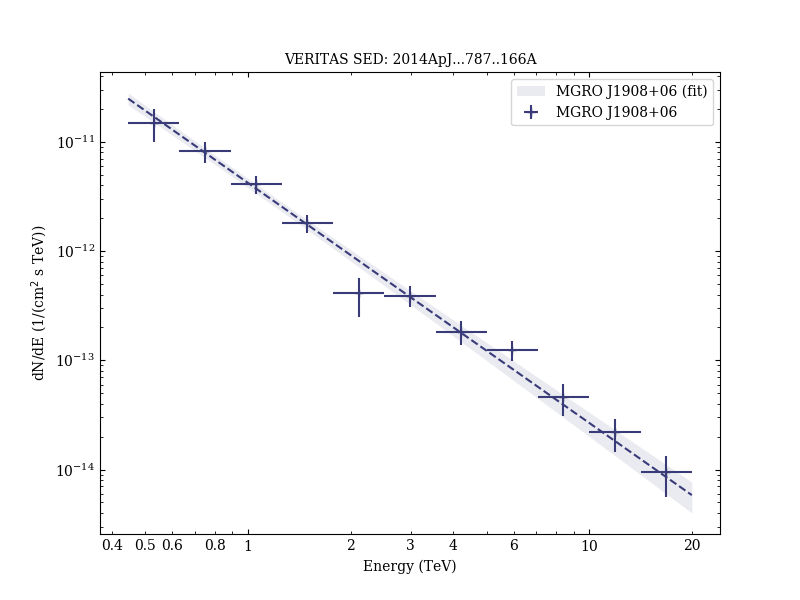 VERITAS SED: 2014ApJ...787..166A
MGRO J1908+06 (fit)
MGRO J1908+06
dN/dE (1/(cm² s TeV))
10⁻¹¹
10⁻¹²
10⁻¹³
10⁻¹⁴
0.4 0.5 0.6 0.8 1 2 3 4 6 10 20
Energy (TeV)